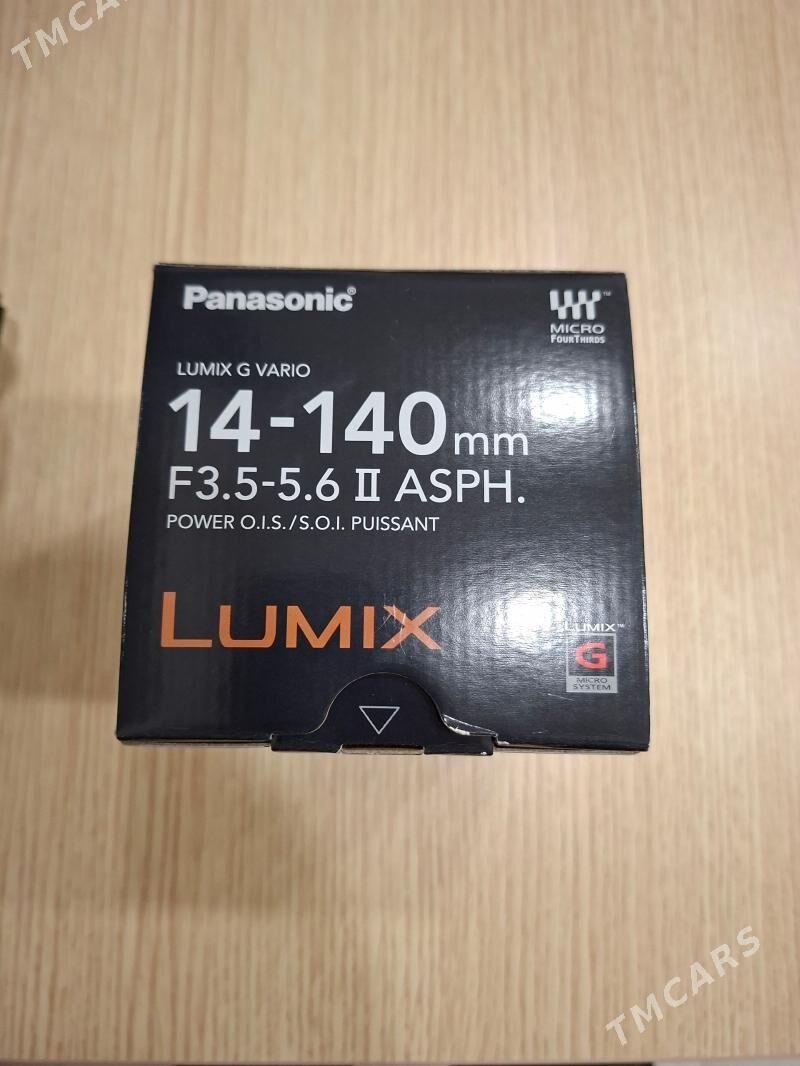 TMCARS
Panasonic®
MICRO
FOURTHIRDS
LUMIX G VARIO
14-140mm
F3.5-5.6 II ASPH.
POWER O.I.S./S.O.I. PUISSANT
LUMIX
LUMIX™
G
MICRO
SYSTEM
TMCARS